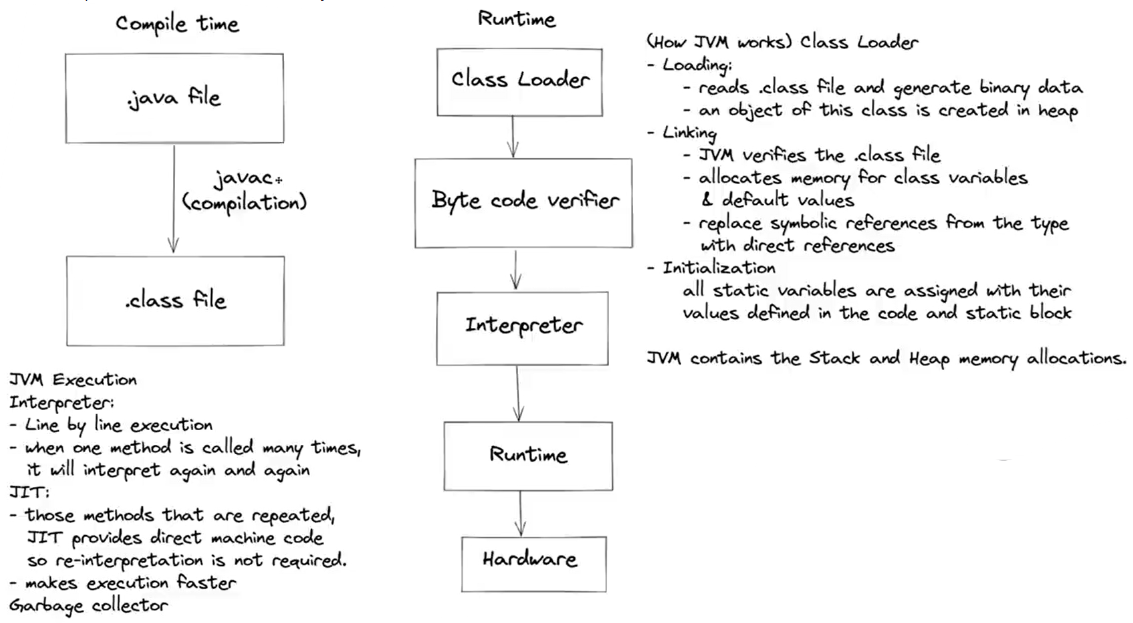 Compile time
.java file
javac+
(compilation)
.class file
JVM Execution
Interpreter:
- Line by line execution
- when one method is called many times,
it will interpret again and again
JIT:
- those methods that are repeated,
JIT provides direct machine code
so re-interpretation is not required.
- makes execution faster
Garbage collector
Runtime
Class Loader
Byte code verifier
Interpreter
Runtime
Hardware
(How JVM works) Class Loader
- Loading:
- reads .class file and generate binary data
- an object of this class is created in heap
- Linking
- JVM verifies the .class file
- allocates memory for class variables
& default values
- replace symbolic references from the type
with direct references
- Initialization
all static variables are assigned with their
values defined in the code and static block
JVM contains the Stack and Heap memory allocations.